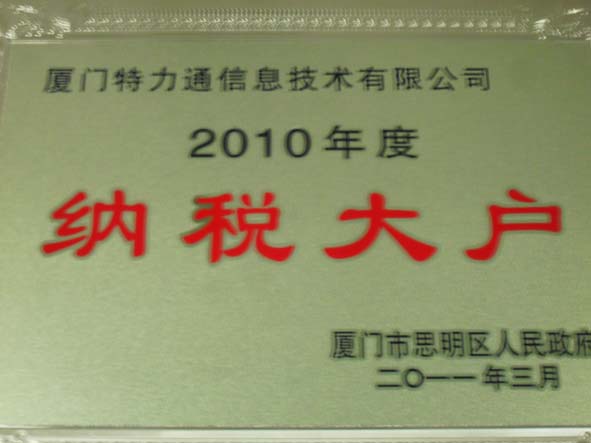 厦门特力通信息技术有限公司
2010年度
纳税大户
厦门市思明区人民政府
二〇一一年三月